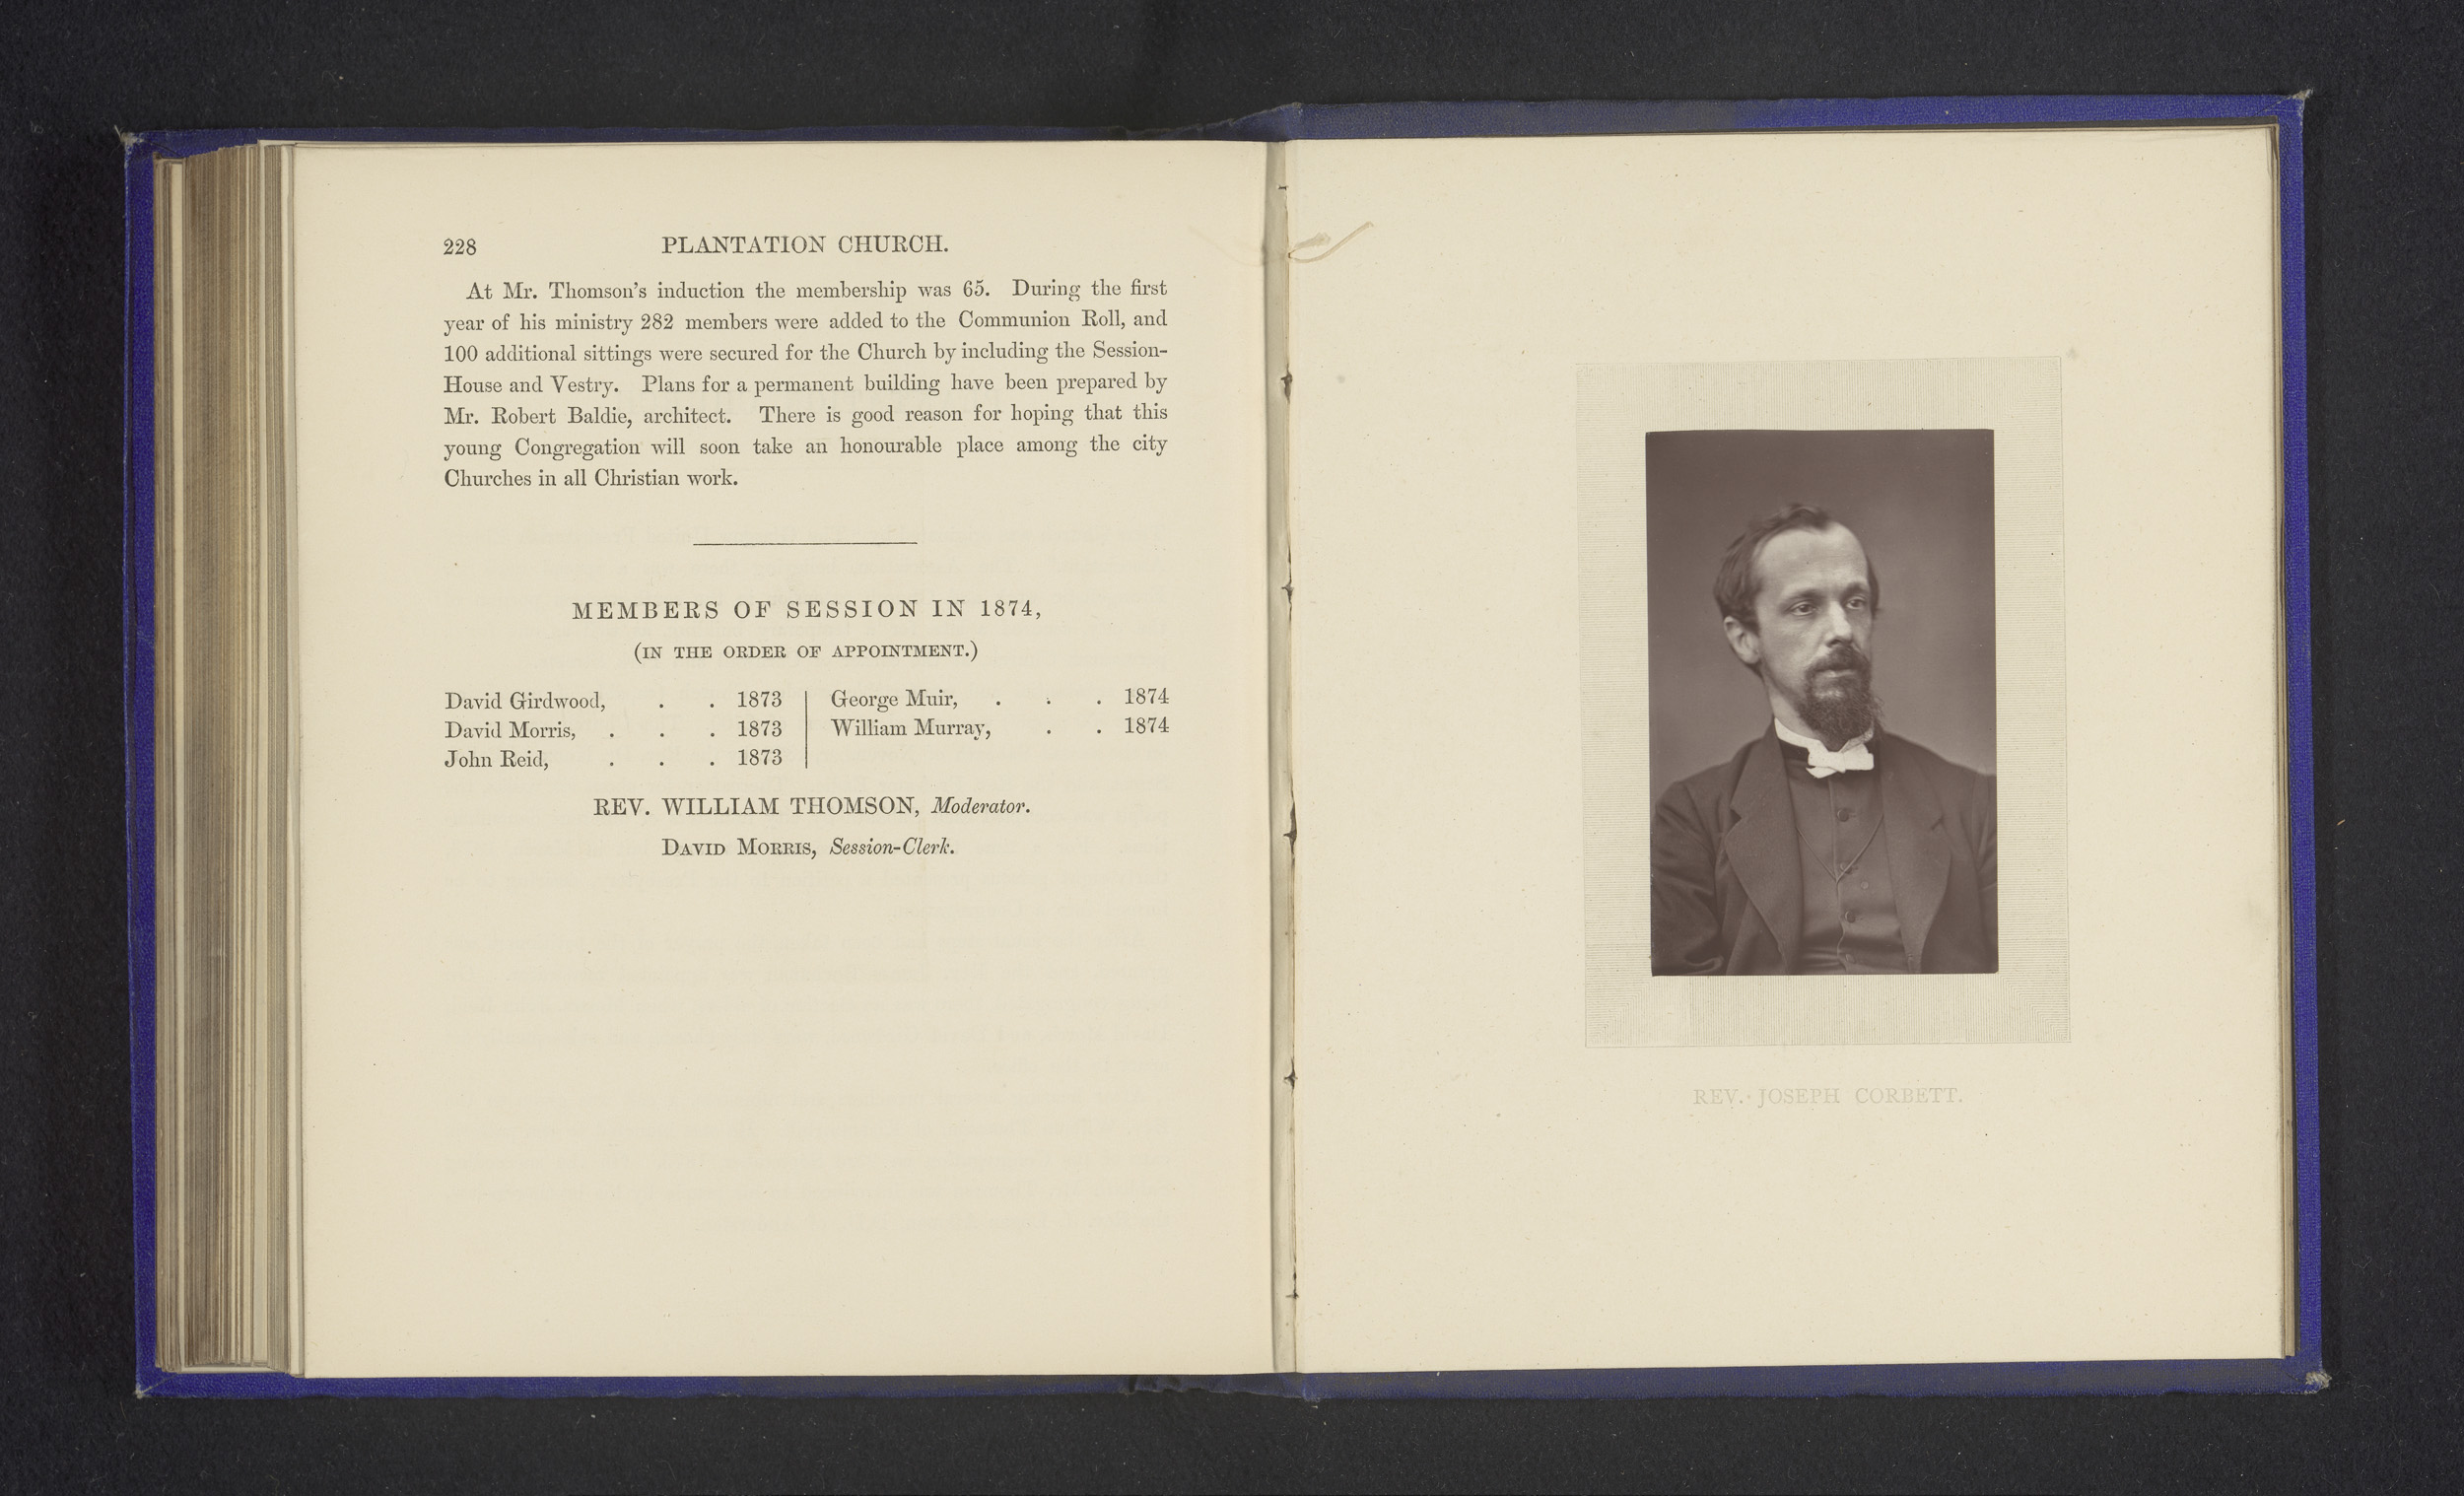 228 PLANTATION CHURCH.
At Mr. Thomson's induction the membership was 65. During the first
year of his ministry 282 members were added to the Communion Roll, and
100 additional sittings were secured for the Church by including the Session-
House and Vestry. Plans for a permanent building have been prepared by
Mr. Robert Baldie, architect. There is good reason for hoping that this
young Congregation will soon take an honourable place among the city
Churches in all Christian work.
MEMBERS OF SESSION IN 1874,
(IN THE ORDER OF APPOINTMENT.)
David Girdwood, . . 1873
David Morris, . . . 1873
John Reid, . . . 1873
George Muir, . . . 1874
William Murray, . . 1874
REV. WILLIAM THOMSON, Moderator.
DAVID MORRIS, Session-Clerk.
REV. JOSEPH CORBETT.